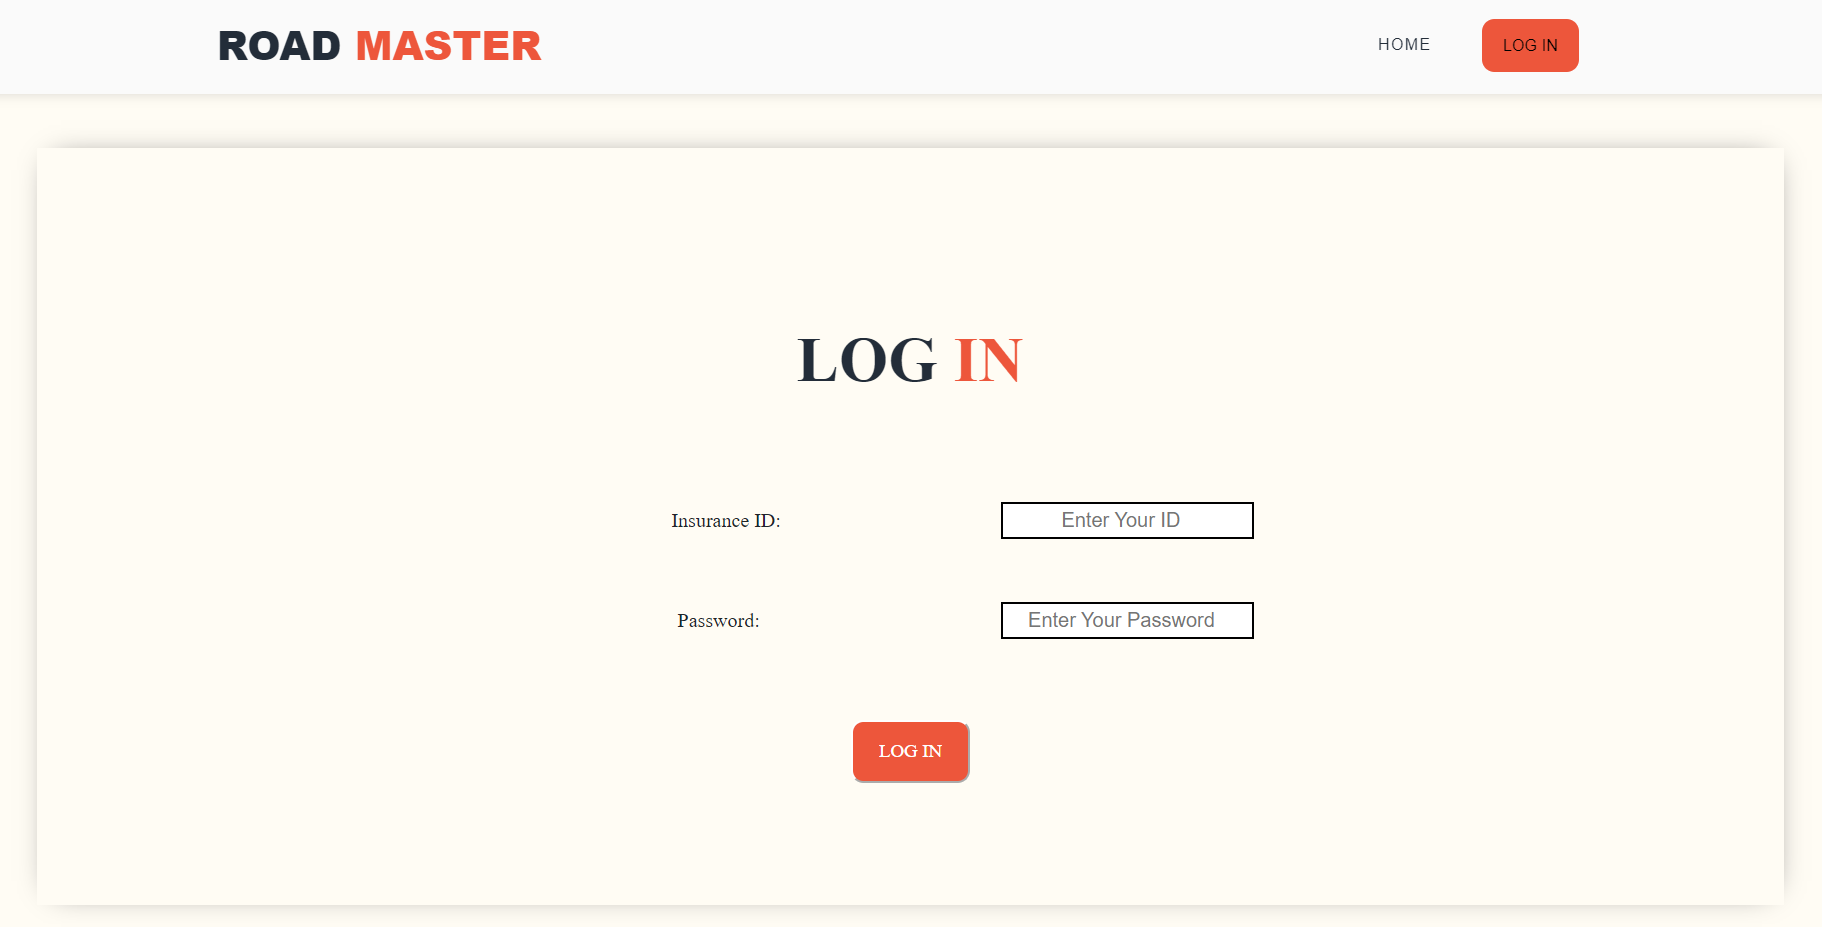 ROAD MASTER
HOME
LOG IN
LOG IN
Insurance ID:
Enter Your ID
Password:
Enter Your Password
LOG IN